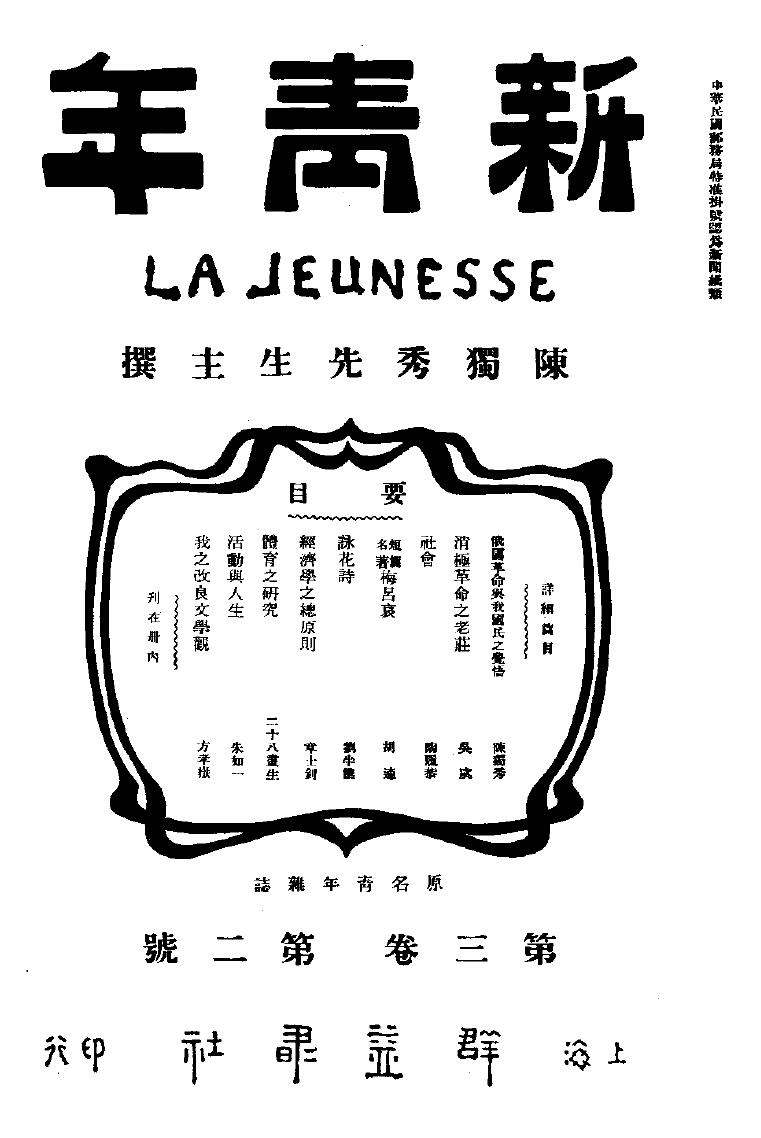 中華民國郵務局特准掛號認為新聞紙類
新青年
LA JEUNESSE
陳獨秀先生主撰
要目
詳細篇目
俄國革命與我國民之覺悟 陳獨秀
消極革命之老莊 吳虞
社會 陶履恭
短篇名著 梅呂哀 胡適
詠花詩 劉半農
經濟學之總原則 章士釗
體育之研究 二十八畫生
活動與人生 朱如一
我之改良文學觀 方孝嶽
列在冊內
原名青年雜誌
第三卷 第二號
上海 群益書社 印行